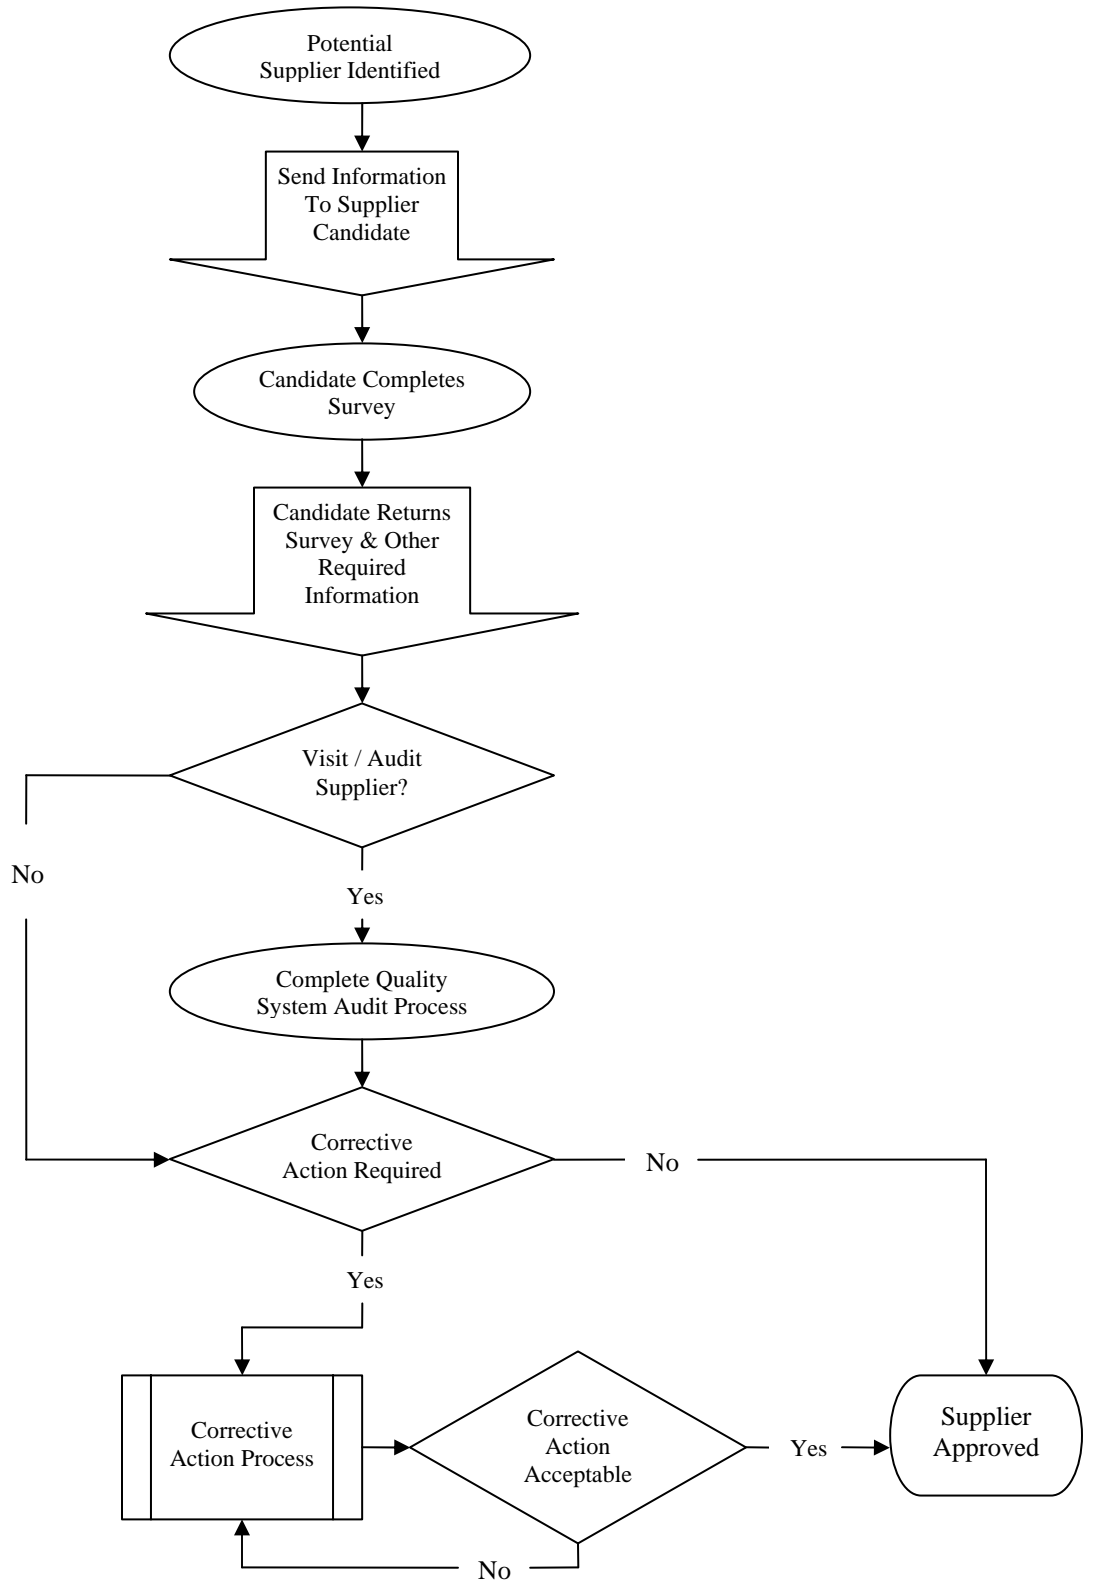 Potential
Supplier Identified
Send Information
To Supplier
Candidate
Candidate Completes
Survey
Candidate Returns
Survey & Other
Required
Information
Visit / Audit
Supplier?
No
Yes
Complete Quality
System Audit Process
Corrective
Action Required
No
Yes
Corrective
Action Process
Corrective
Action
Acceptable
Yes
Supplier
Approved
No